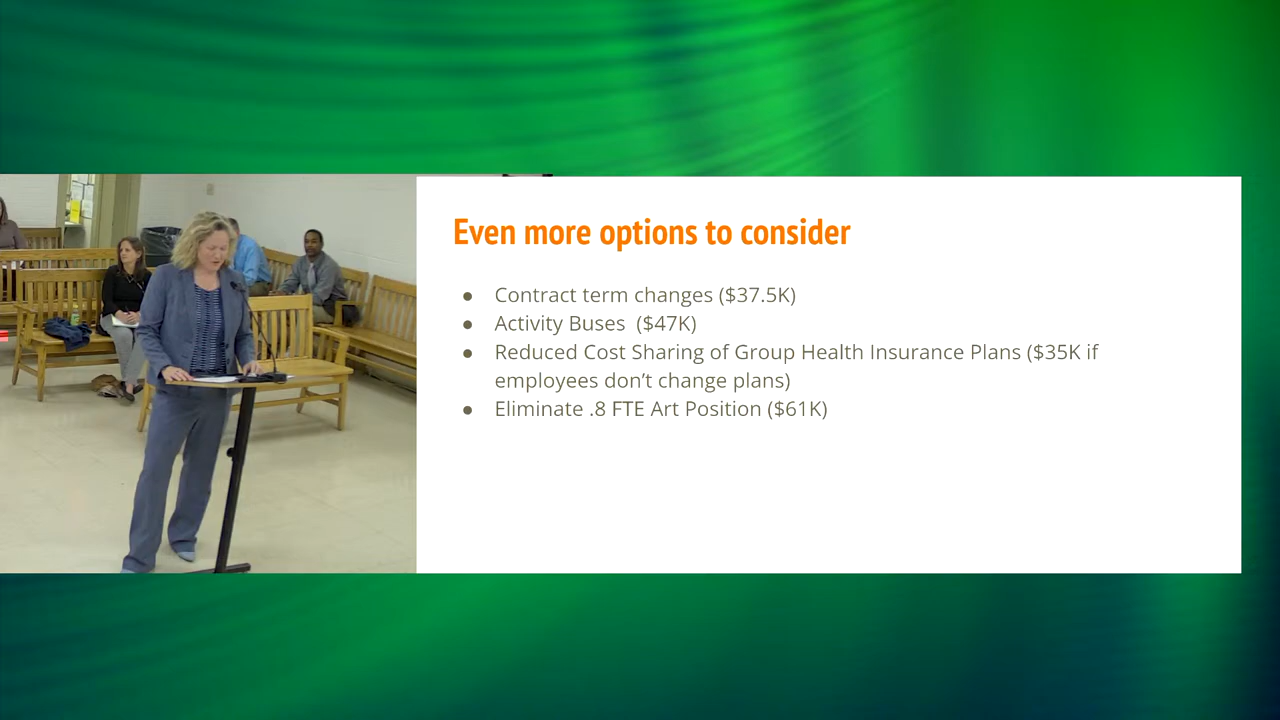 Even more options to consider
● Contract term changes ($37.5K)
● Activity Buses ($47K)
● Reduced Cost Sharing of Group Health Insurance Plans ($35K if
employees don’t change plans)
● Eliminate .8 FTE Art Position ($61K)